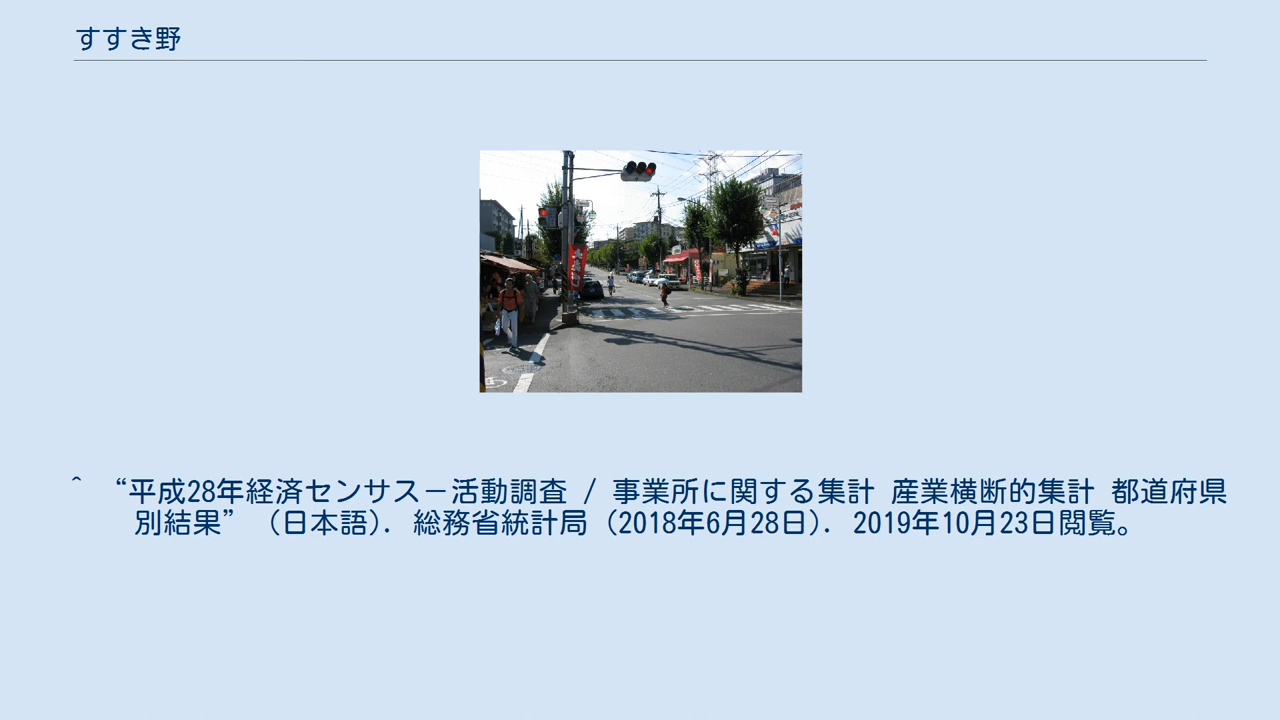 すすき野
^ “平成28年経済センサス－活動調査 / 事業所に関する集計 産業横断的集計 都道府県
別結果” (日本語). 総務省統計局 (2018年6月28日). 2019年10月23日閲覧。